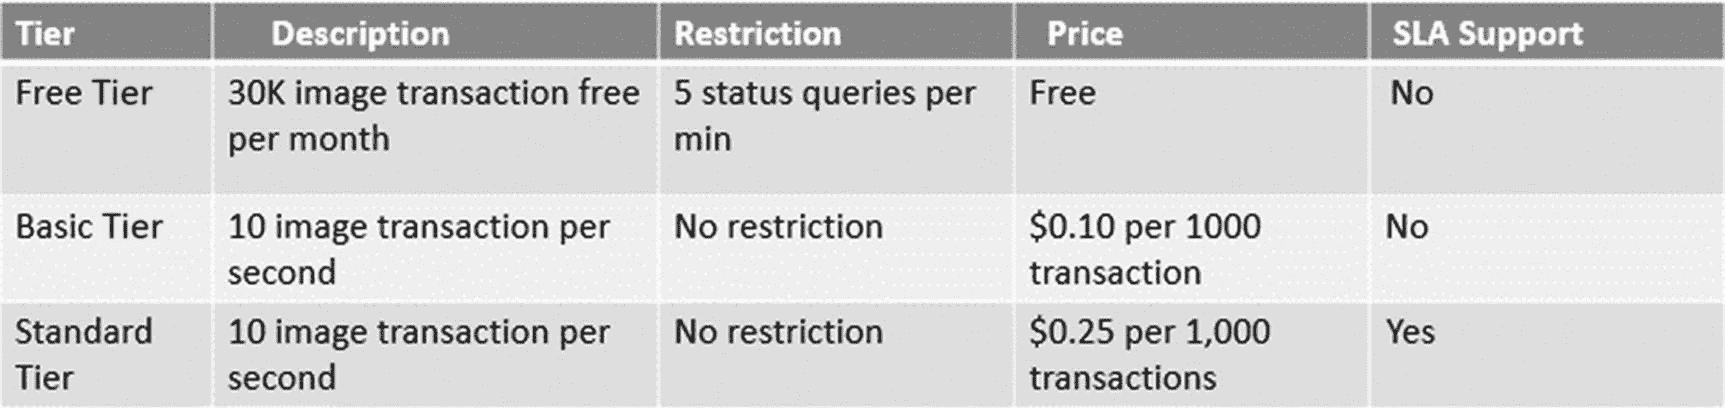 Tier Description Restriction Price SLA Support
Free Tier 30K image transaction free 5 status queries per Free No
per month min
Basic Tier 10 image transaction per No restriction $0.10 per 1000 No
second transaction
Standard 10 image transaction per No restriction $0.25 per 1,000 Yes
Tier second transactions